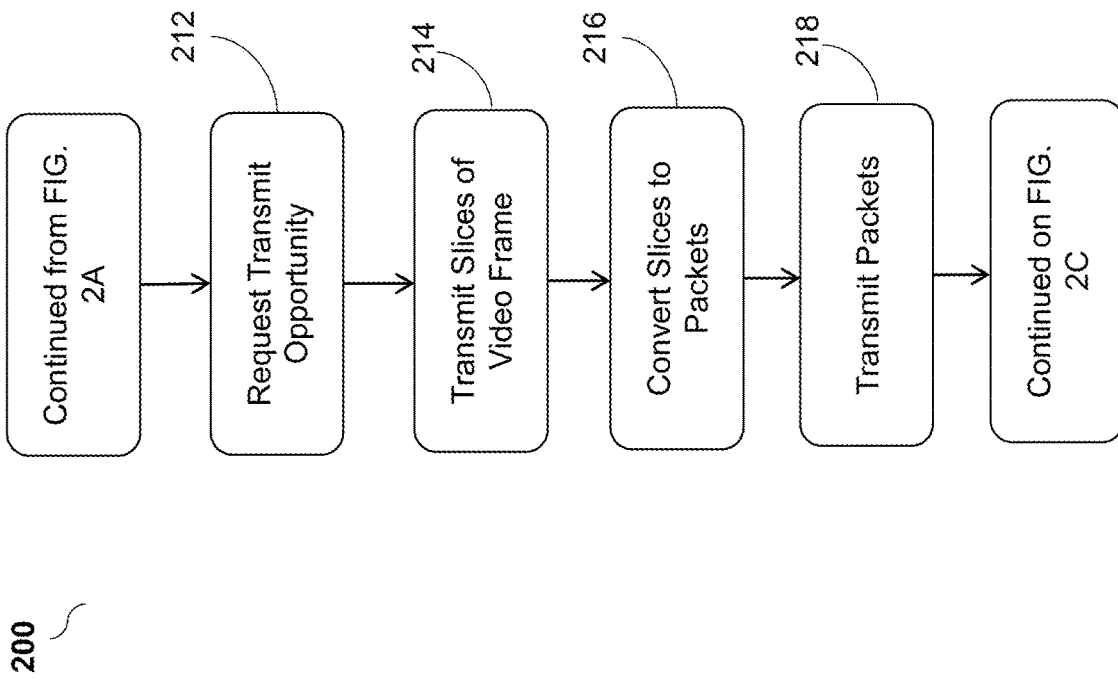 200
Continued from FIG.
2A
212
Request Transmit
Opportunity
214
Transmit Slices of
Video Frame
216
Convert Slices to
Packets
218
Transmit Packets
Continued on FIG.
2C